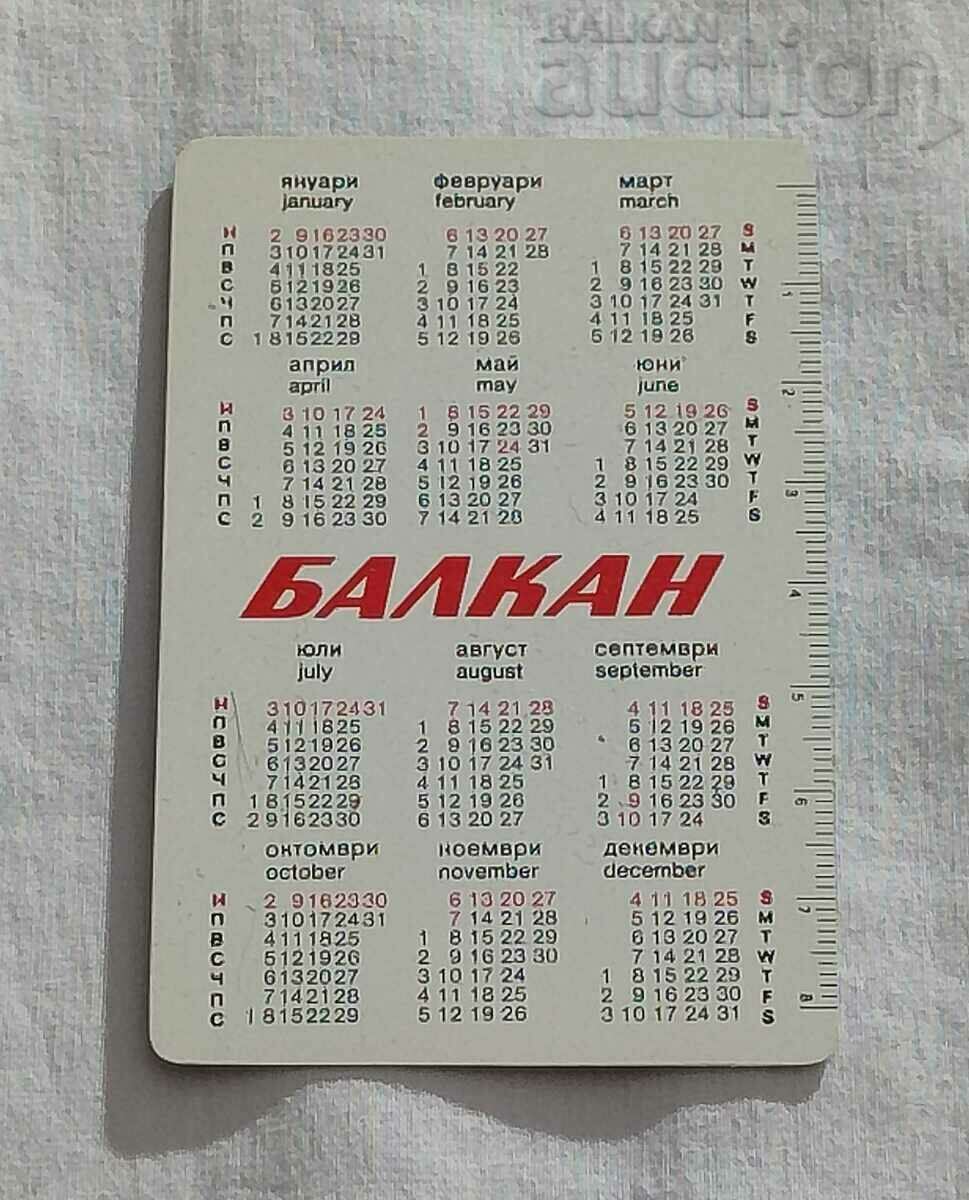 BALKAN
auction
януари февруари март
january february march
Н 2 9 16 23 30 6 13 20 27 6 13 20 27 S
П 3 10 17 24 31 7 14 21 28 7 14 21 28 M
В 4 11 18 25 1 8 15 22 1 8 15 22 29 T
С 5 12 19 26 2 9 16 23 2 9 16 23 30 W
Ч 6 13 20 27 3 10 17 24 3 10 17 24 31 T
П 7 14 21 28 4 11 18 25 4 11 18 25 F
С 1 8 15 22 29 5 12 19 26 5 12 19 26 S
април май юни
april may june
Н 3 10 17 24 1 8 15 22 29 5 12 19 26 S
П 4 11 18 25 2 9 16 23 30 6 13 20 27 M
В 5 12 19 26 3 10 17 24 31 7 14 21 28 T
С 6 13 20 27 4 11 18 25 1 8 15 22 29 W
Ч 7 14 21 28 5 12 19 26 2 9 16 23 30 T
П 1 8 15 22 29 6 13 20 27 3 10 17 24 F
С 2 9 16 23 30 7 14 21 28 4 11 18 25 S
БАЛКАН
юли август септември
july august september
Н 3 10 17 24 31 7 14 21 28 4 11 18 25 S
П 4 11 18 25 1 8 15 22 29 5 12 19 26 M
В 5 12 19 26 2 9 16 23 30 6 13 20 27 T
С 6 13 20 27 3 10 17 24 31 7 14 21 28 W
Ч 7 14 21 28 4 11 18 25 1 8 15 22 29 T
П 1 8 15 22 29 5 12 19 26 2 9 16 23 30 F
С 2 9 16 23 30 6 13 20 27 3 10 17 24 S
октомври ноември декември
october november december
Н 2 9 16 23 30 6 13 20 27 4 11 18 25 S
П 3 10 17 24 31 7 14 21 28 5 12 19 26 M
В 4 11 18 25 1 8 15 22 29 6 13 20 27 T
С 5 12 19 26 2 9 16 23 30 7 14 21 28 W
Ч 6 13 20 27 3 10 17 24 1 8 15 22 29 T
П 7 14 21 28 4 11 18 25 2 9 16 23 30 F
С 1 8 15 22 29 5 12 19 26 3 10 17 24 31 S
1
2
3
4
5
6
7
8